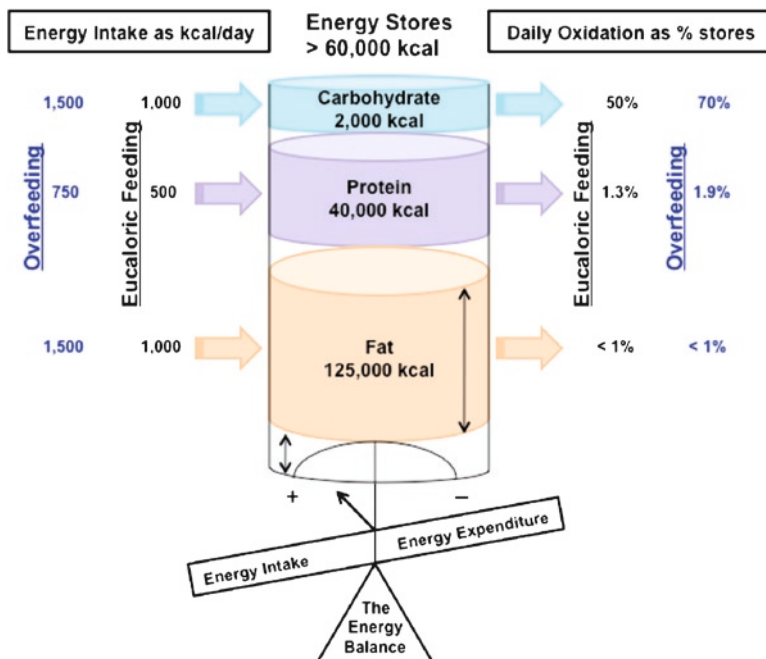 Energy Intake as kcal/day
Energy Stores
> 60,000 kcal
Daily Oxidation as % stores
1,500
1,000
Carbohydrate
2,000 kcal
50%
70%
Overfeeding
Eucaloric Feeding
750
500
Protein
40,000 kcal
1.3%
1.9%
Eucaloric Feeding
Overfeeding
1,500
1,000
Fat
125,000 kcal
< 1%
< 1%
+
–
Energy Intake
Energy Expenditure
The
Energy
Balance